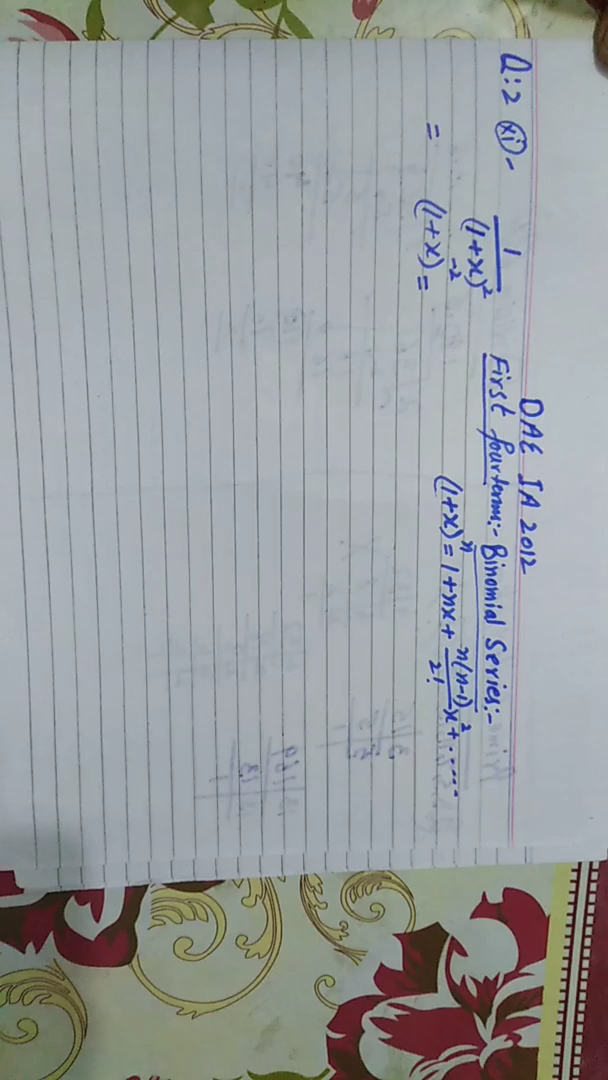 DAE IA 2012
Q:2 (xi)- 1/(1+x)² First four terms:- Binomial Series:-
= (1+x)⁻² = (1+x)ⁿ = 1+nx+ n(n-1)/2! x²+......